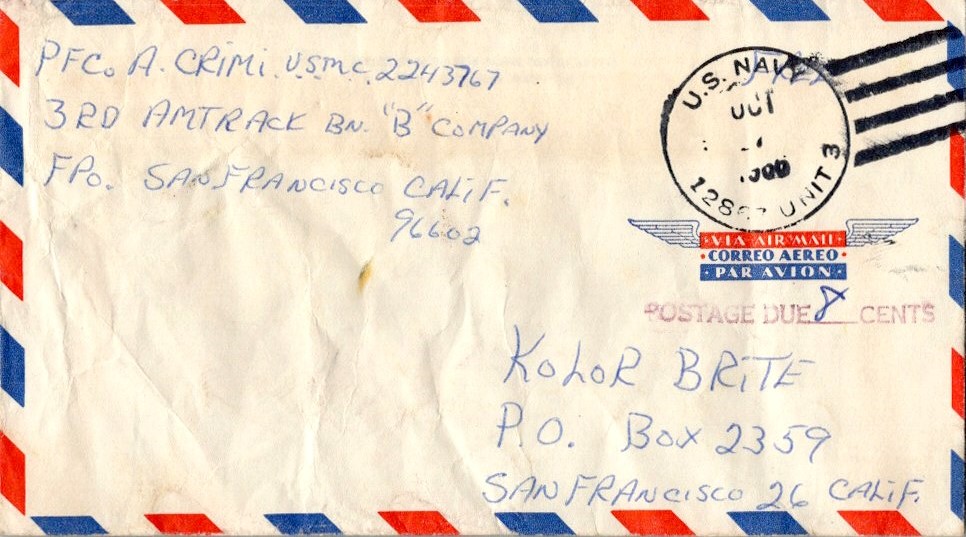 PFC. A. CRIMI U.S.M.C. 2243767
3RD AMTRACK BN. "B" COMPANY
FPO. SAN FRANCISCO CALIF.
96602
U.S. NAVY
OCT
UNIT 3
VIA AIR MAIL
CORREO AEREO
PAR AVION
POSTAGE DUE 8 CENTS
KOLOR BRITE
P.O. BOX 2359
SAN FRANCISCO 26 CALIF.